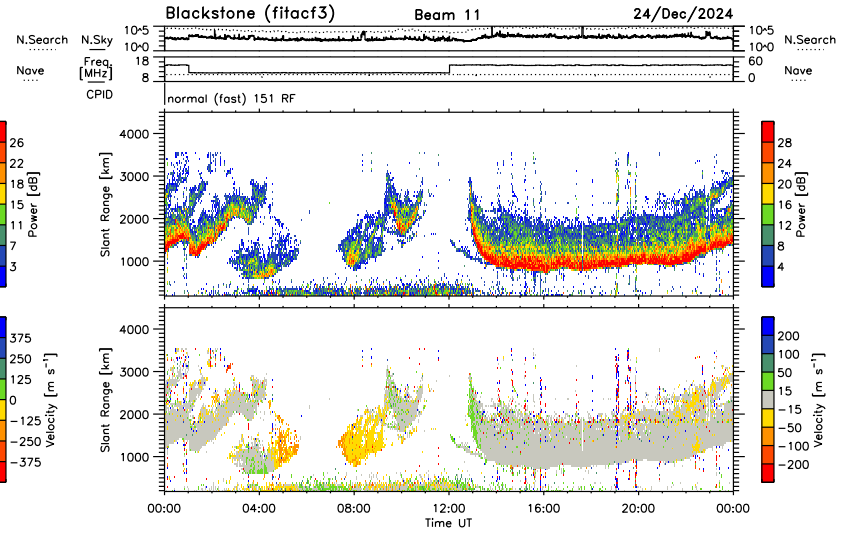 Blackstone (fitacf3) Beam 11 24/Dec/2024
N.Search N.Sky 10^5 10^0 10^5 10^0 N.Search
Nave Freq. [MHz] 18 8 60 0 Nave
CPID normal (fast) 151 RF
Power [dB] 26 22 18 15 11 7 3
Slant Range [km] 4000 3000 2000 1000
28 24 20 16 12 8 4 Power [dB]
375 250 125 0 -125 -250 -375 Velocity [m s^-1]
Slant Range [km] 4000 3000 2000 1000
200 100 50 15 -15 -50 -100 -200 Velocity [m s^-1]
00:00 04:00 08:00 12:00 16:00 20:00 00:00
Time UT